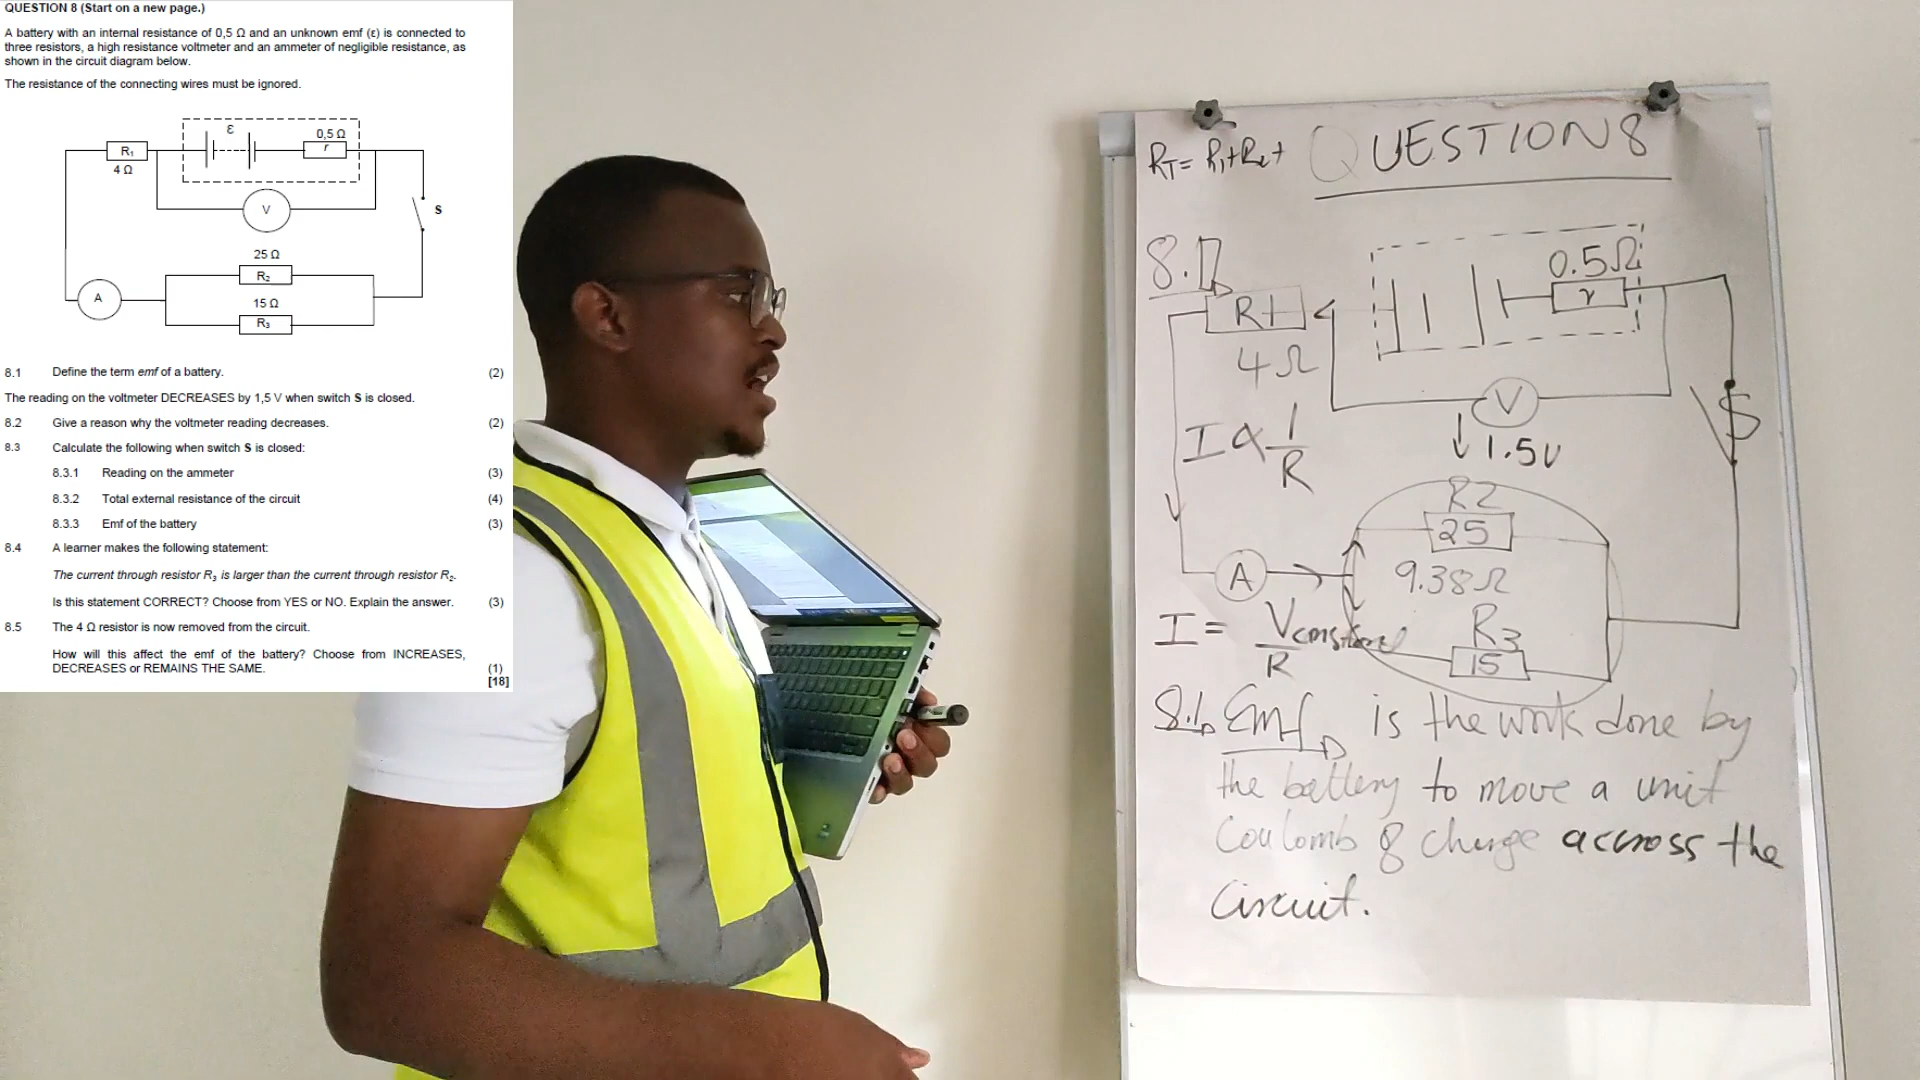 QUESTION 8 (Start on a new page.)
A battery with an internal resistance of 0,5 Ω and an unknown emf (ε) is connected to
three resistors, a high resistance voltmeter and an ammeter of negligible resistance, as
shown in the circuit diagram below.
The resistance of the connecting wires must be ignored.
ε
0,5 Ω
R₁
r
4 Ω
V
S
25 Ω
R₂
A
15 Ω
R₃
8.1 Define the term emf of a battery. (2)
The reading on the voltmeter DECREASES by 1,5 V when switch S is closed.
8.2 Give a reason why the voltmeter reading decreases. (2)
8.3 Calculate the following when switch S is closed:
8.3.1 Reading on the ammeter (3)
8.3.2 Total external resistance of the circuit (4)
8.3.3 Emf of the battery (3)
8.4 A learner makes the following statement:
The current through resistor R₃ is larger than the current through resistor R₂.
Is this statement CORRECT? Choose from YES or NO. Explain the answer. (3)
8.5 The 4 Ω resistor is now removed from the circuit.
How will this affect the emf of the battery? Choose from INCREASES,
DECREASES or REMAINS THE SAME. (1)
[18]
RT = R1+R2+
QUESTION 8
8.1
0.5Ω
R1
r
4Ω
V
S
I ∝ 1/R
↓1.5V
R2
25
A
9.38Ω
R3
15
I = V constant / R
8.1 Emf is the work done by
the battery to move a unit
Coulomb of charge accross the
circuit.